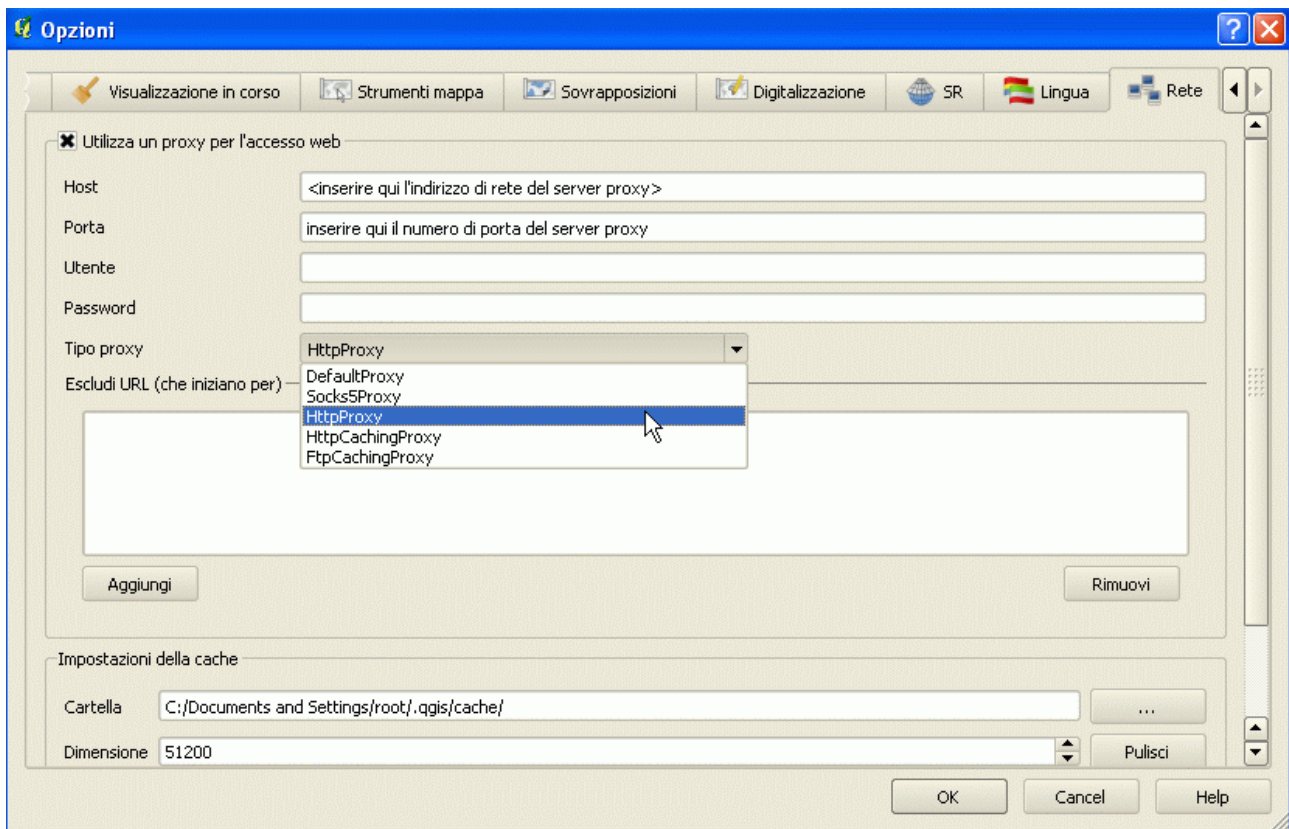 Opzioni
Visualizzazione in corso Strumenti mappa Sovrapposizioni Digitalizzazione SR Lingua Rete
Utilizza un proxy per l'accesso web
Host <inserire qui l'indirizzo di rete del server proxy>
Porta inserire qui il numero di porta del server proxy
Utente
Password
Tipo proxy HttpProxy
DefaultProxy
Escludi URL (che iniziano per)
Socks5Proxy
HttpProxy
HttpCachingProxy
FtpCachingProxy
Aggiungi Rimuovi
Impostazioni della cache
Cartella C:/Documents and Settings/root/.qgis/cache/ ...
Dimensione 51200 Pulisci
OK Cancel Help